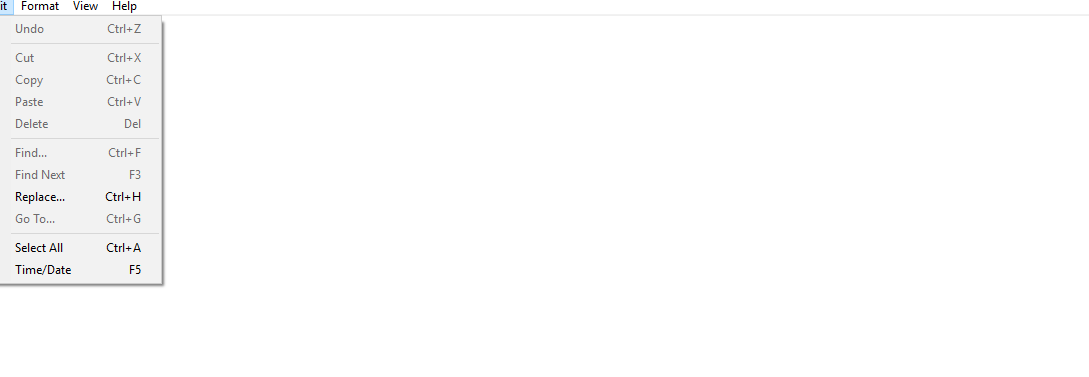 it Format View Help
Undo Ctrl+Z
Cut Ctrl+X
Copy Ctrl+C
Paste Ctrl+V
Delete Del
Find... Ctrl+F
Find Next F3
Replace... Ctrl+H
Go To... Ctrl+G
Select All Ctrl+A
Time/Date F5